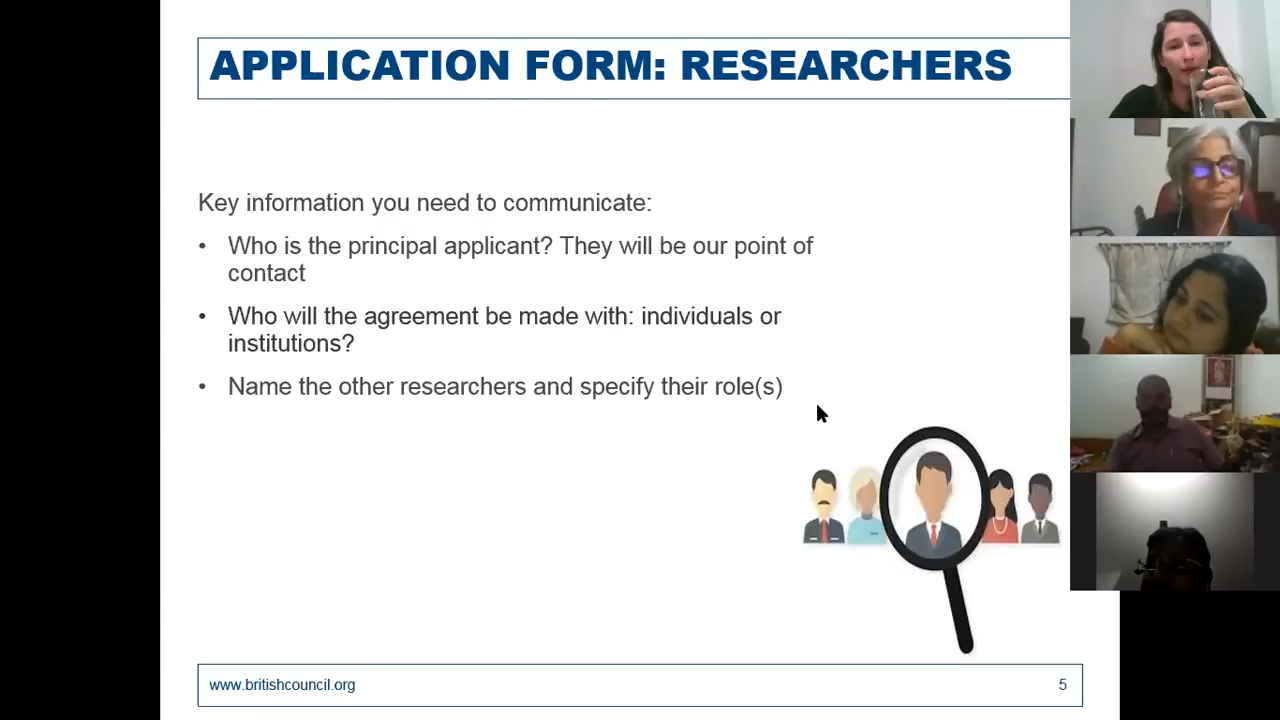 APPLICATION FORM: RESEARCHERS
Key information you need to communicate:
• Who is the principal applicant? They will be our point of
contact
• Who will the agreement be made with: individuals or
institutions?
• Name the other researchers and specify their role(s)
www.britishcouncil.org
5